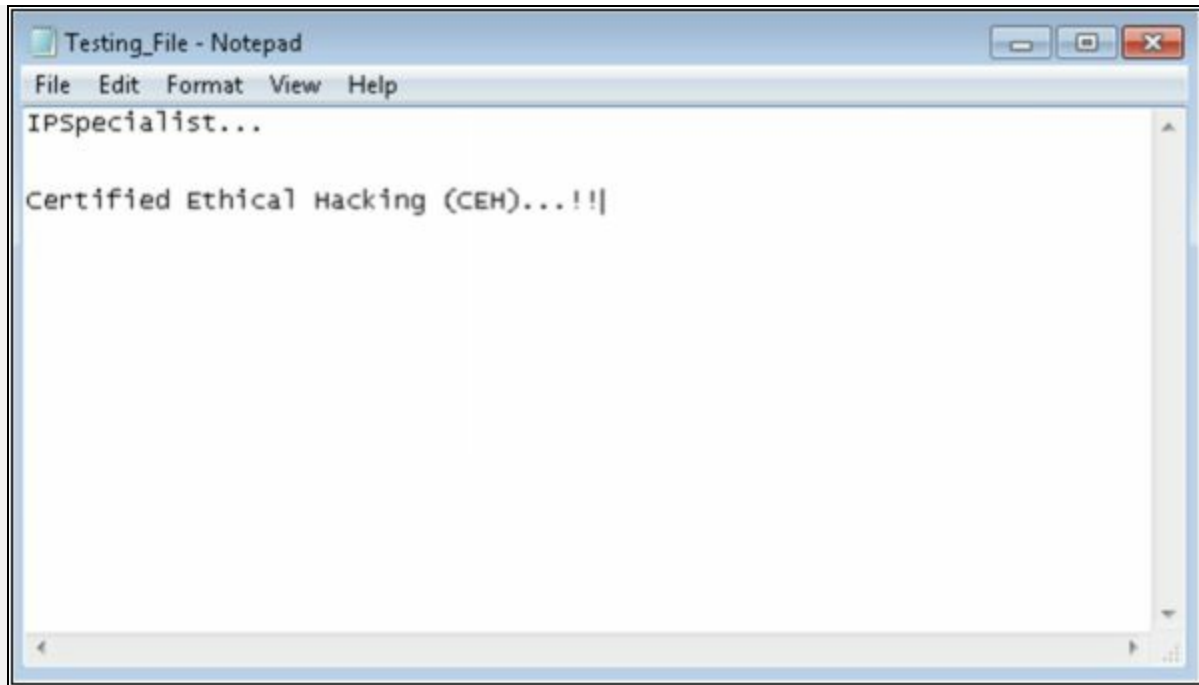 Testing_File - Notepad
File Edit Format View Help
IPSpecialist...
Certified Ethical Hacking (CEH)...!!